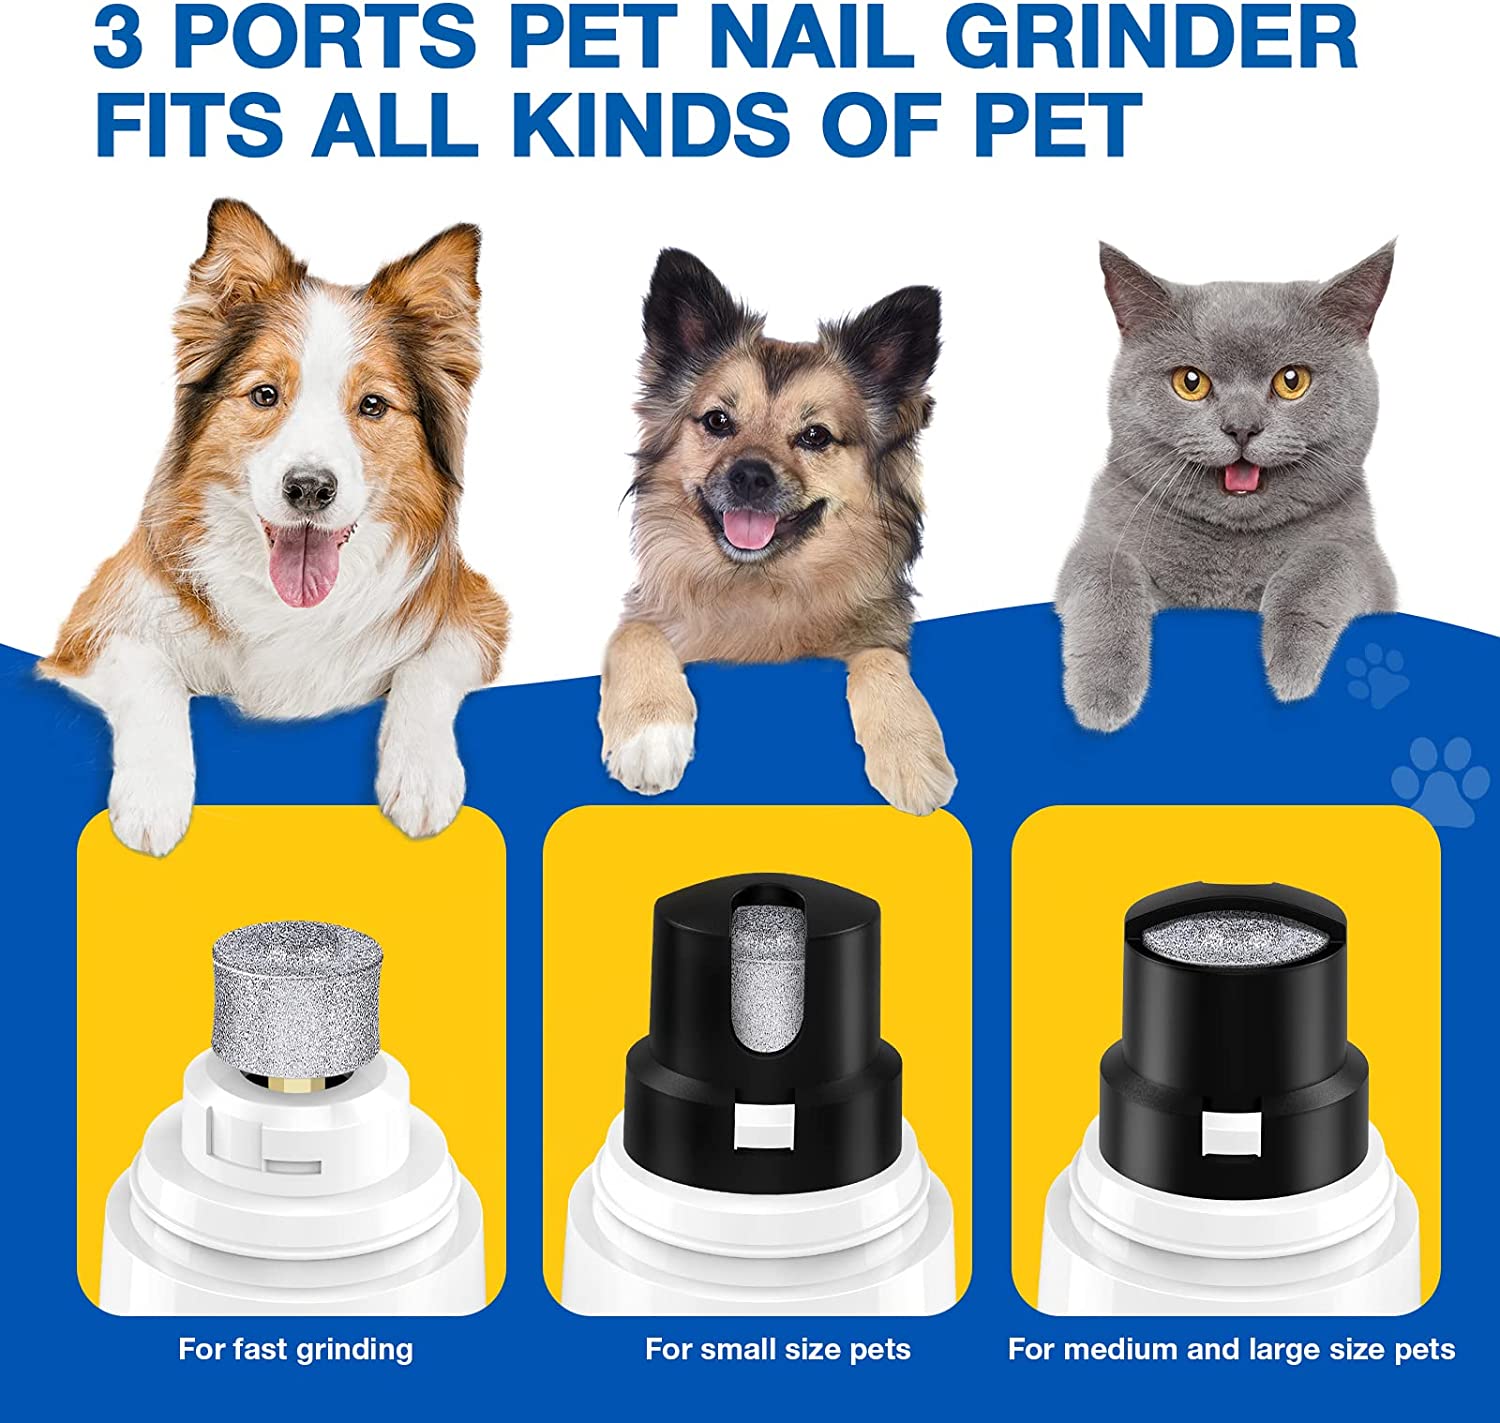 3 PORTS PET NAIL GRINDER
FITS ALL KINDS OF PET
For fast grinding
For small size pets
For medium and large size pets